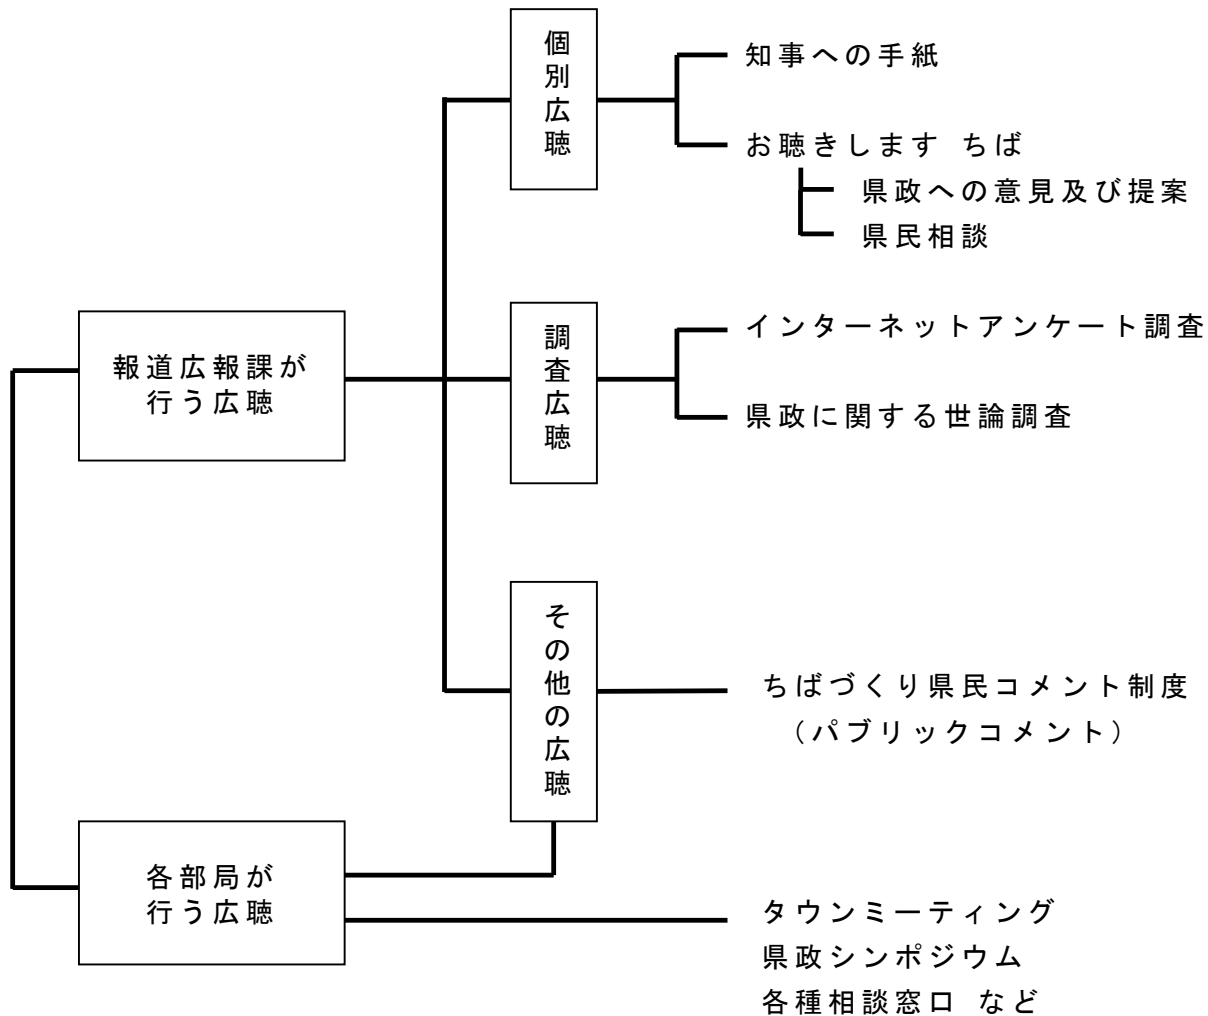 個別広聴
知事への手紙
お聴きします ちば
県政への意見及び提案
県民相談
報道広報課が
行う広聴
調査広聴
インターネットアンケート調査
県政に関する世論調査
その他の広聴
ちばづくり県民コメント制度
（パブリックコメント）
各部局が
行う広聴
タウンミーティング
県政シンポジウム
各種相談窓口 など